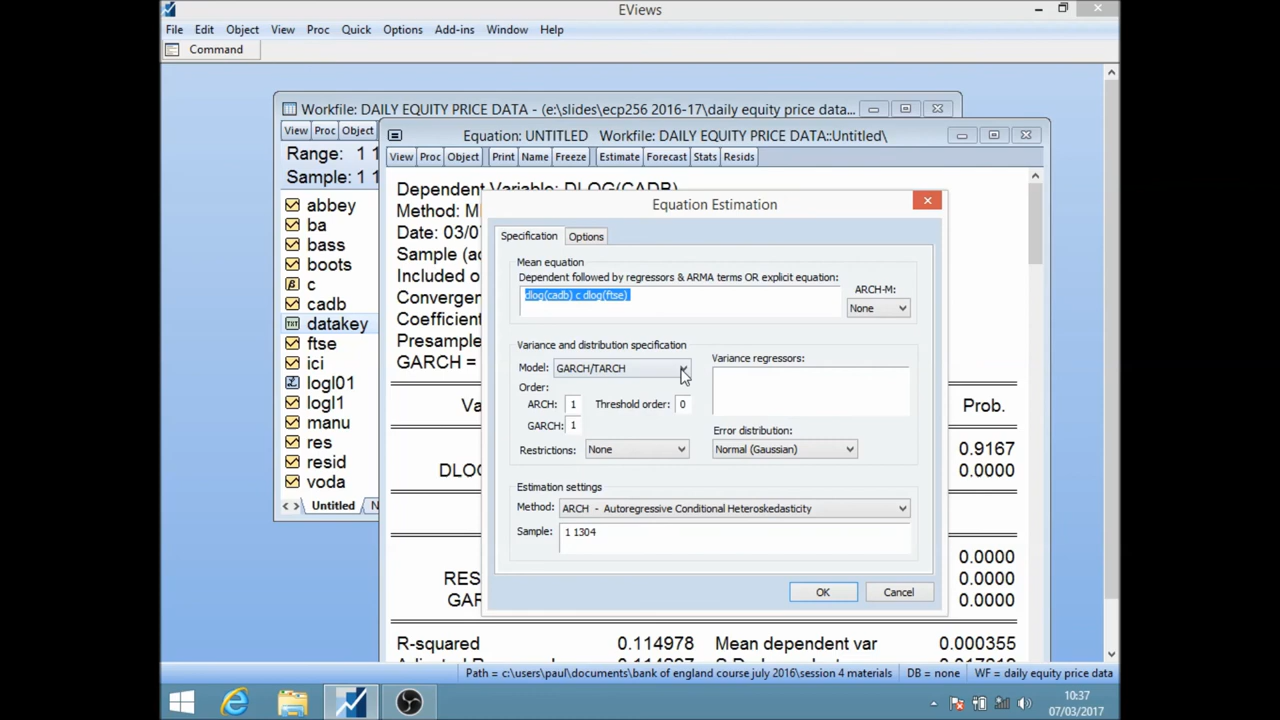 EViews
File Edit Object View Proc Quick Options Add-ins Window Help
Command
Workfile: DAILY EQUITY PRICE DATA - (e:\slides\ecp256 2016-17\daily equity price data...
View Proc Object
Range: 1 1
Sample: 1 1
abbey
ba
bass
boots
c
cadb
datakey
ftse
ici
logl01
logl1
manu
res
resid
voda
Untitled
Equation: UNTITLED Workfile: DAILY EQUITY PRICE DATA::Untitled\
View Proc Object Print Name Freeze Estimate Forecast Stats Resids
Dependent Variable: DLOG(CADB)
Method:
Date: 03/07
Sample
Included
GARCH =
Prob.
0.9167
0.0000
0.0000
0.0000
0.0000
R-squared 0.114978 Mean dependent var 0.000355
Equation Estimation
Specification Options
Mean equation
Dependent followed by regressors & ARMA terms OR explicit equation:
dlog(cadb) c dlog(ftse)
ARCH-M:
None
Variance and distribution specification
Model: GARCH/TARCH
Variance regressors:
Order:
ARCH: 1 Threshold order: 0
GARCH: 1
Restrictions: None
Error distribution:
Normal (Gaussian)
Estimation settings
Method: ARCH - Autoregressive Conditional Heteroskedasticity
Sample: 1 1304
OK Cancel
Path = c:\users\paul\documents\bank of england course july 2016\session 4 materials DB = none WF = daily equity price data
10:37
07/03/2017